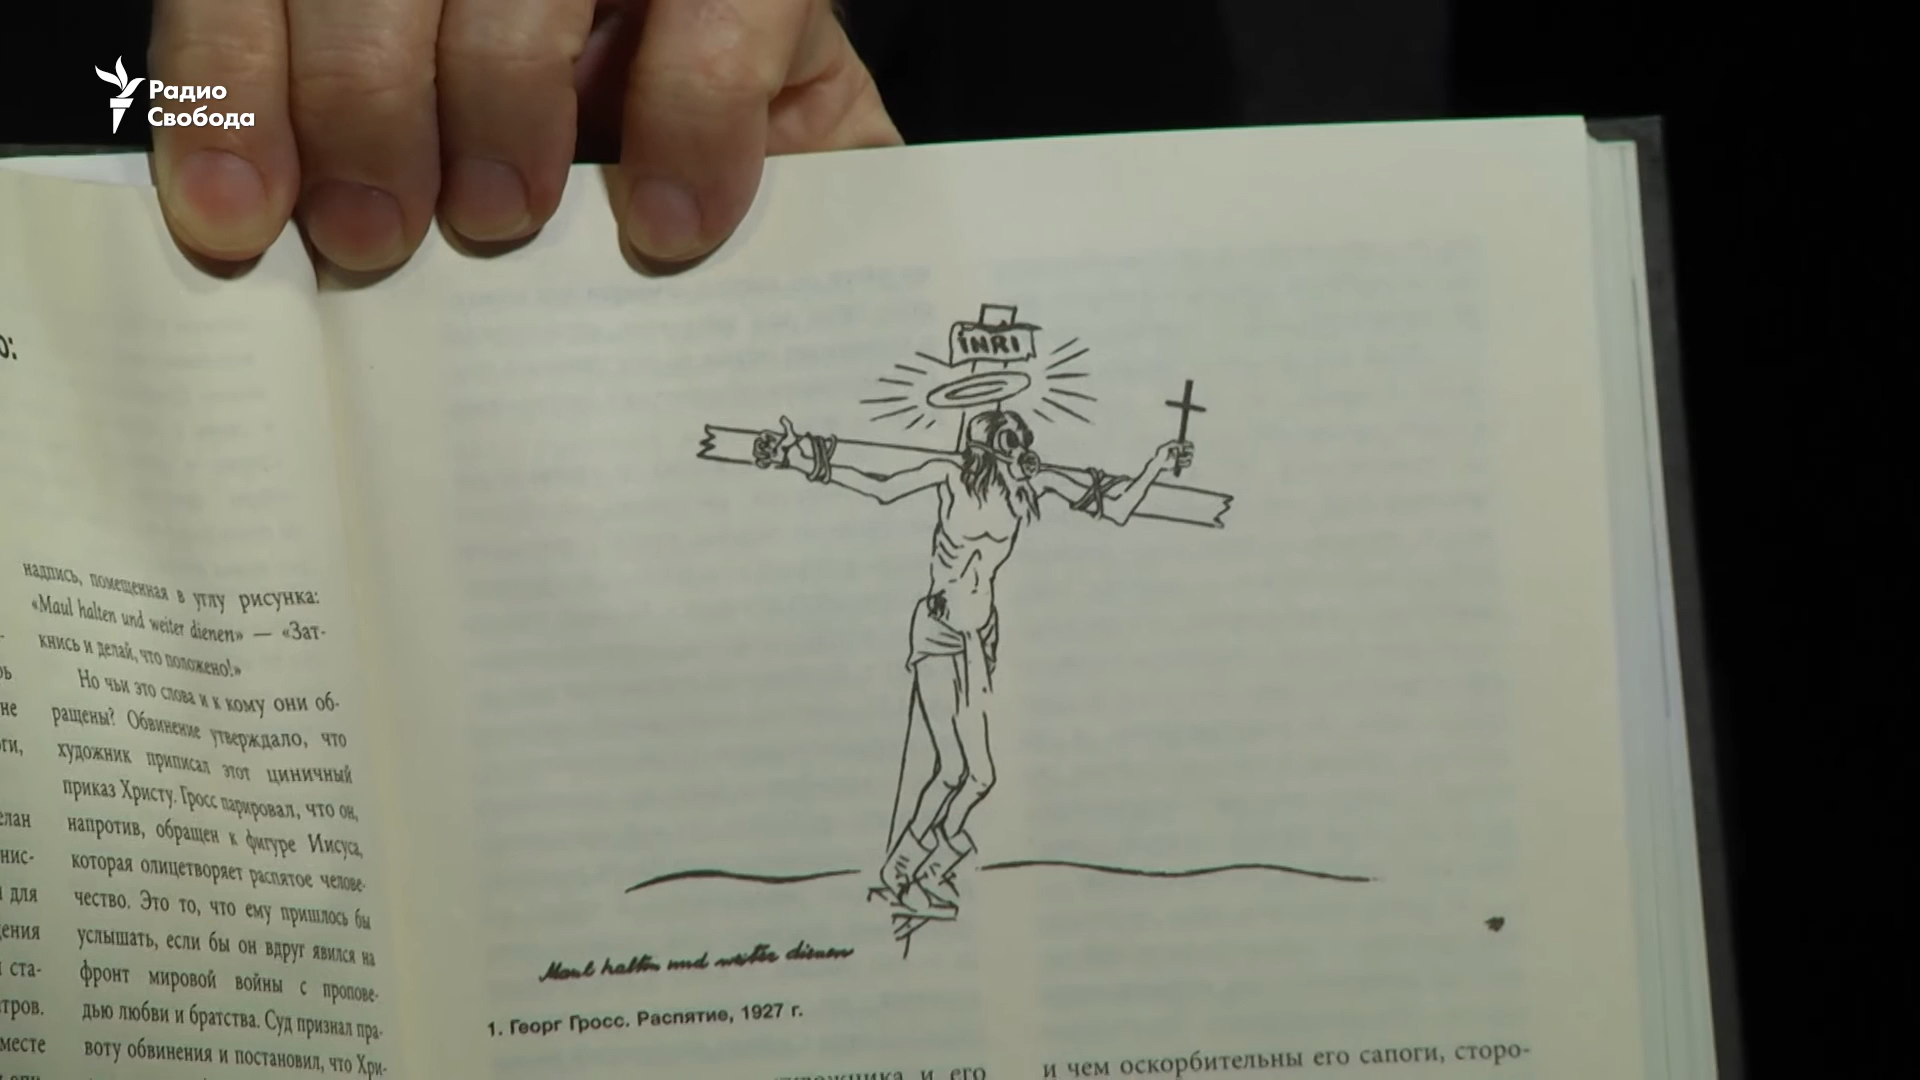 Радио
Свобода
надпись, помещенная в углу рисунка:
«Maul halten und weiter dienen» — «Зат-
кнись и делай, что положено!»
Но чьи это слова и к кому они об-
ращены? Обвинение утверждало, что
художник приписал этот циничный
приказ Христу. Гросс парировал, что он,
напротив, обращен к фигуре Иисуса,
которая олицетворяет распятое челове-
чество. Это то, что ему пришлось бы
услышать, если бы он вдруг явился на
фронт мировой войны с пропове-
дью любви и братства. Суд признал пра-
воту обвинения и постановил, что Хри-
INRI
Maul halten und weiter dienen
1. Георг Гросс. Распятие, 1927 г.
и его
и чем оскорбительны его сапоги, сторо-